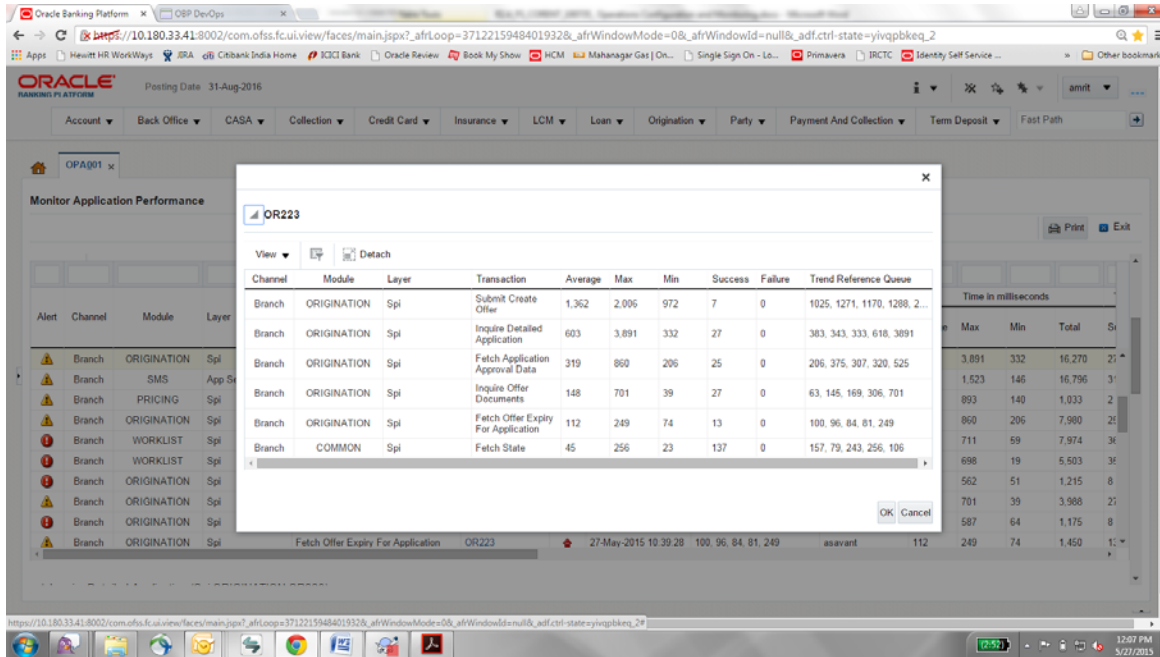 Oracle Banking Platform
OBP DevOps
https://10.180.33.41:8002/com.ofss.fc.ui.view/faces/main.jspx?_afrLoop=3712215948401932&_afrWindowMode=0&_afrWindowId=null&_adf.ctrl-state=yivqpbkeq_2
Apps Hewitt HR WorkWays JIRA Citibank India Home ICICI Bank Oracle Review Book My Show HCM Mahanagar Gas | On... Single Sign On - Lo... Primavera IRCTC Identity Self Service ... » Other bookmark
ORACLE
BANKING PLATFORM
Posting Date 31-Aug-2016
amrit
Account Back Office CASA Collection Credit Card Insurance LCM Loan Origination Party Payment And Collection Term Deposit Fast Path
OPA001 x
Monitor Application Performance
Print Exit
OR223
View Detach
Channel Module Layer Transaction Average Max Min Success Failure Trend Reference Queue
Branch ORIGINATION Spi Submit Create Offer 1,362 2,006 972 7 0 1025, 1271, 1170, 1288, 2...
Branch ORIGINATION Spi Inquire Detailed Application 603 3,891 332 27 0 383, 343, 333, 618, 3891
Branch ORIGINATION Spi Fetch Application Approval Data 319 860 206 25 0 206, 375, 307, 320, 525
Branch ORIGINATION Spi Inquire Offer Documents 148 701 39 27 0 63, 145, 169, 306, 701
Branch ORIGINATION Spi Fetch Offer Expiry For Application 112 249 74 13 0 100, 96, 84, 81, 249
Branch COMMON Spi Fetch State 45 256 23 137 0 157, 79, 243, 256, 106
OK Cancel
Time in milliseconds
Alert Channel Module Layer Max Min Total
Branch ORIGINATION Spi 3,891 332 16,270 27
Branch SMS App Se 1,523 146 16,796
Branch PRICING Spi 893 140 1,033 2
Branch ORIGINATION Spi 860 206 7,980
Branch WORKLIST Spi 711 59 7,974
Branch WORKLIST Spi 698 19 5,503
Branch ORIGINATION Spi 562 51 1,215 8
Branch ORIGINATION Spi 701 39 3,988 27
Branch ORIGINATION Spi 587 64 1,175 8
Branch ORIGINATION Spi Fetch Offer Expiry For Application OR223 27-May-2015 10:39:28 100, 96, 84, 81, 249 asavant 112 249 74 1,450
https://10.180.33.41:8002/com.ofss.fc.ui.view/faces/main.jspx?_afrLoop=3712215948401932&_afrWindowMode=0&_afrWindowId=null&_adf.ctrl-state=yivqpbkeq_2#
(2:52)
12:07 PM
5/27/2015